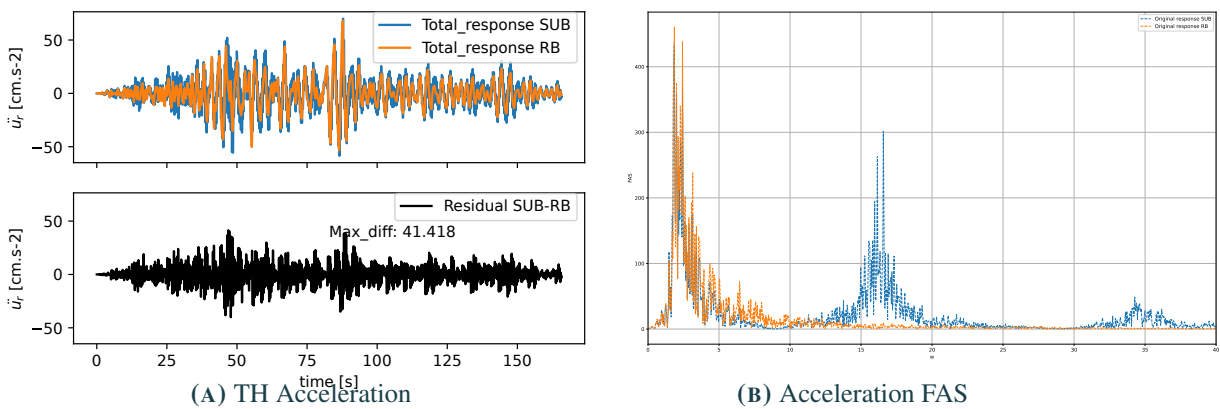 50
0
−50
ü_r [cm.s-2]
Total_response SUB
Total_response RB
50
0
−50
ü_r [cm.s-2]
Residual SUB-RB
Max_diff: 41.418
0 25 50 75 100 125 150
time [s]
(A) TH Acceleration
400
300
200
100
0
FAS
Original response SUB
Original response RB
0 5 10 15 20 25 30 35 40
w
(B) Acceleration FAS